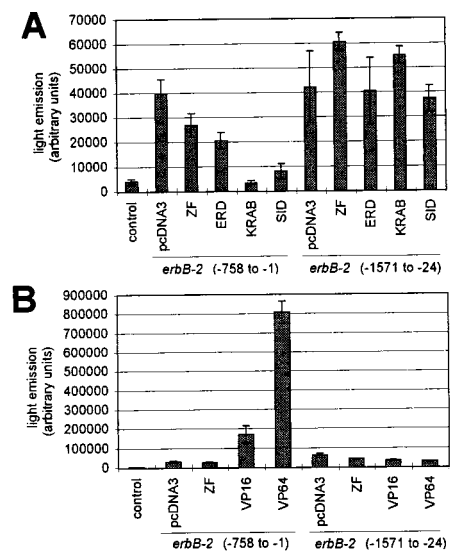 A
light emission
(arbitrary units)
70000
60000
50000
40000
30000
20000
10000
0
control
pcDNA3
ZF
ERD
KRAB
SID
pcDNA3
ZF
ERD
KRAB
SID
erbB-2 (-758 to -1)
erbB-2 (-1571 to -24)
B
light emission
(arbitrary units)
900000
800000
700000
600000
500000
400000
300000
200000
100000
0
control
pcDNA3
ZF
VP16
VP64
pcDNA3
ZF
VP16
VP64
erbB-2 (-758 to -1)
erbB-2 (-1571 to -24)